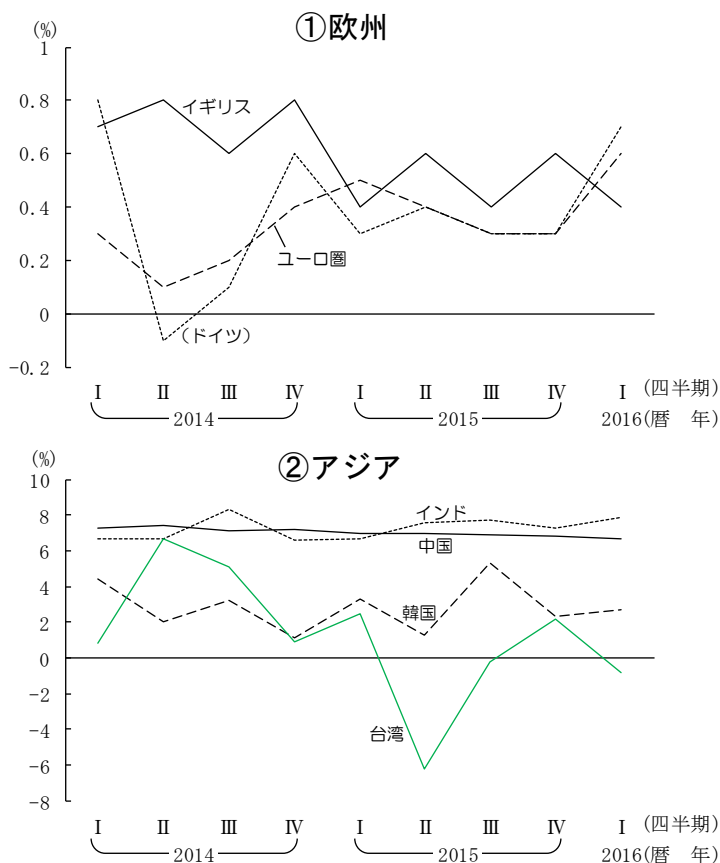 ①欧州
(%)
1
0.8
イギリス
0.6
0.4
ユーロ圏
0.2
0
(ドイツ)
-0.2
Ⅰ Ⅱ Ⅲ Ⅳ Ⅰ Ⅱ Ⅲ Ⅳ Ⅰ (四半期)
2014 2015 2016(暦 年)
②アジア
(%)
10
インド
8
中国
6
4
韓国
2
0
-2
台湾
-4
-6
-8
Ⅰ Ⅱ Ⅲ Ⅳ Ⅰ Ⅱ Ⅲ Ⅳ Ⅰ (四半期)
2014 2015 2016(暦 年)